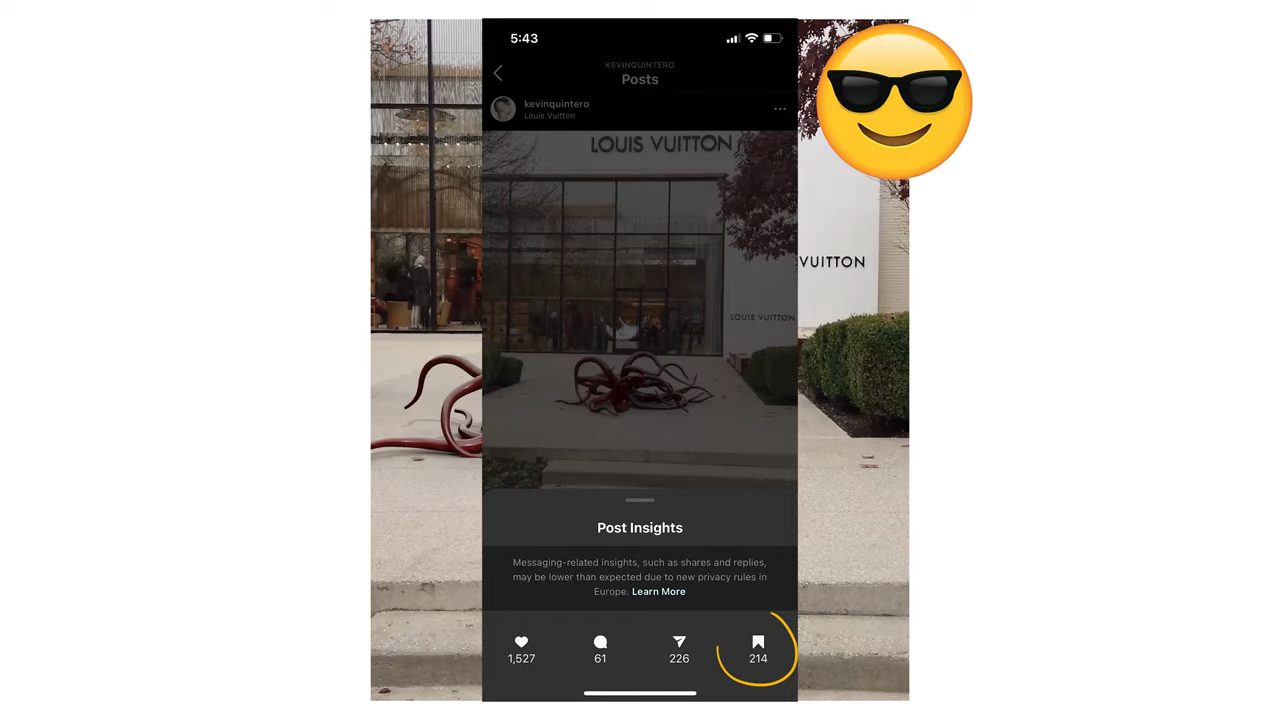 5:43
KEVINQUINTERO
Posts
kevinquintero
Louis Vuitton
LOUIS VUITTON
VUITTON
LOUIS VUITTON
Post Insights
Messaging-related insights, such as shares and replies,
may be lower than expected due to new privacy rules in
Europe. Learn More
1,527 61 226 214